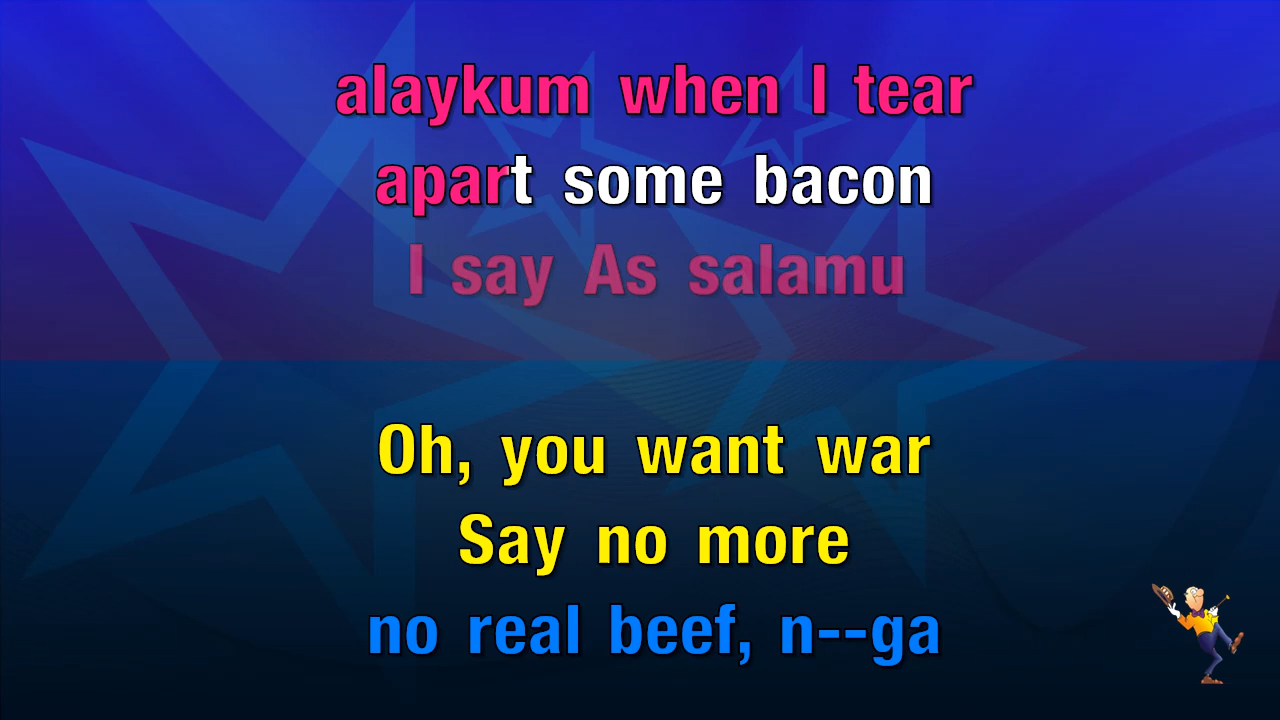 alaykum when I tear
apart some bacon
I say As salamu
Oh, you want war
Say no more
no real beef, n--ga